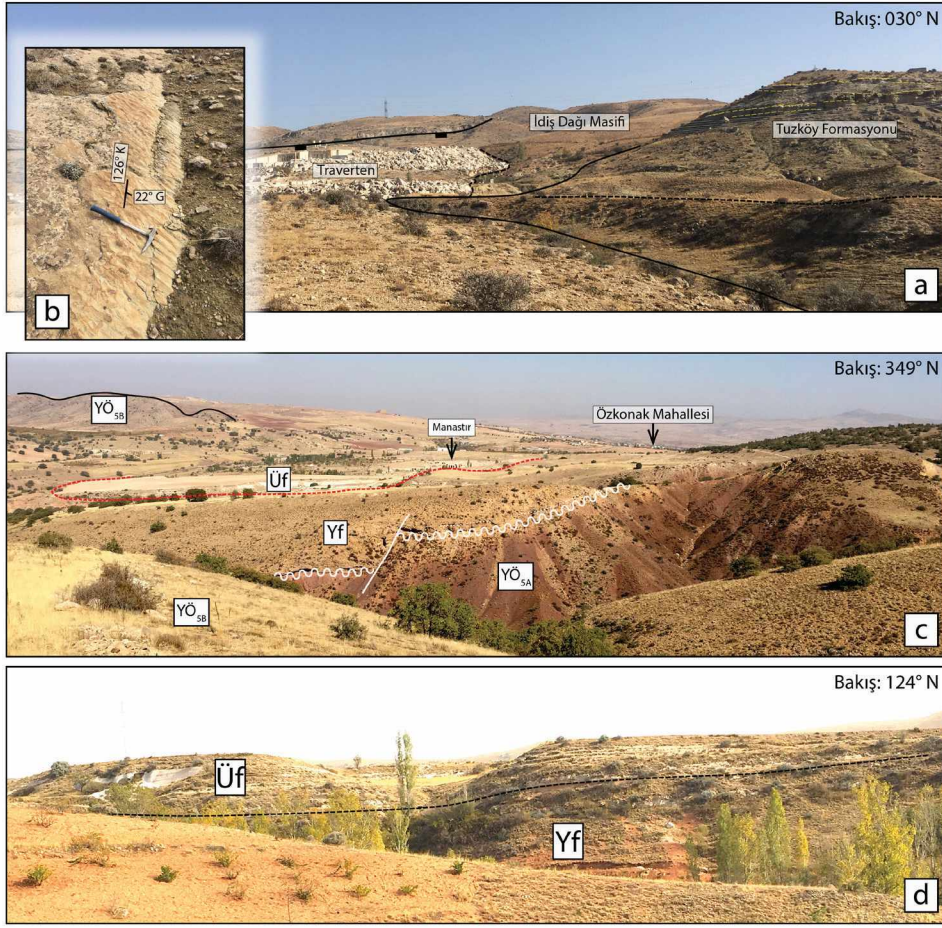 Bakış: 030° N
İdiş Dağı Masifi
Tuzköy Formasyonu
Traverten
a
126° K
22° G
b
Bakış: 349° N
YÖ5B
Manastır
Özkonak Mahallesi
Üf
Yf
YÖ5A
YÖ5B
c
Bakış: 124° N
Üf
Yf
d